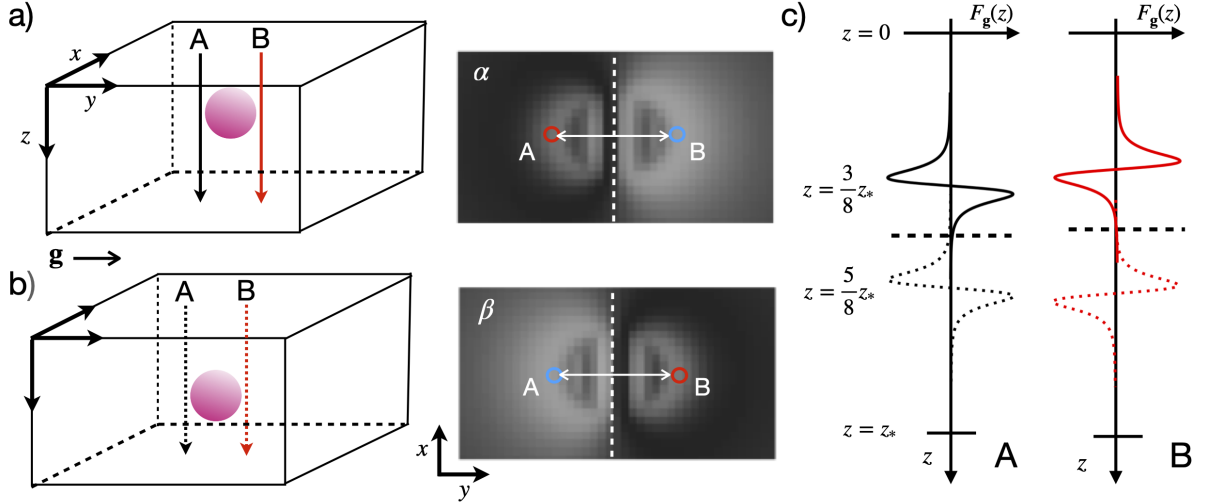 a)
A
B
x
y
z
g
α
A
B
b)
A
B
β
A
B
x
y
c)
F_g(z)
F_g(z)
z = 0
z = 3/8 z_*
z = 5/8 z_*
z = z_*
z
A
z
B